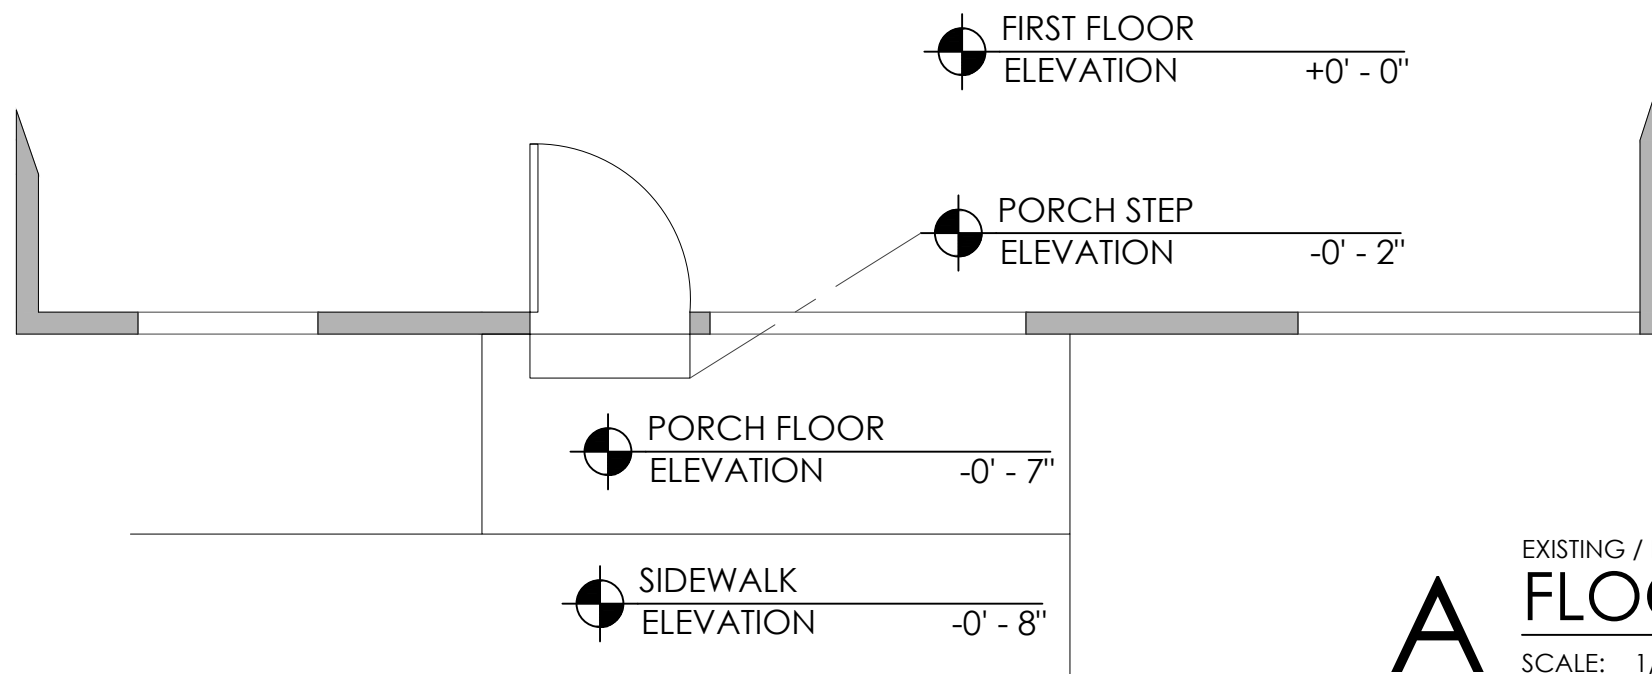 FIRST FLOOR
ELEVATION +0' - 0"
PORCH STEP
ELEVATION -0' - 2"
PORCH FLOOR
ELEVATION -0' - 7"
SIDEWALK
ELEVATION -0' - 8"
A
EXISTING /
SCALE: